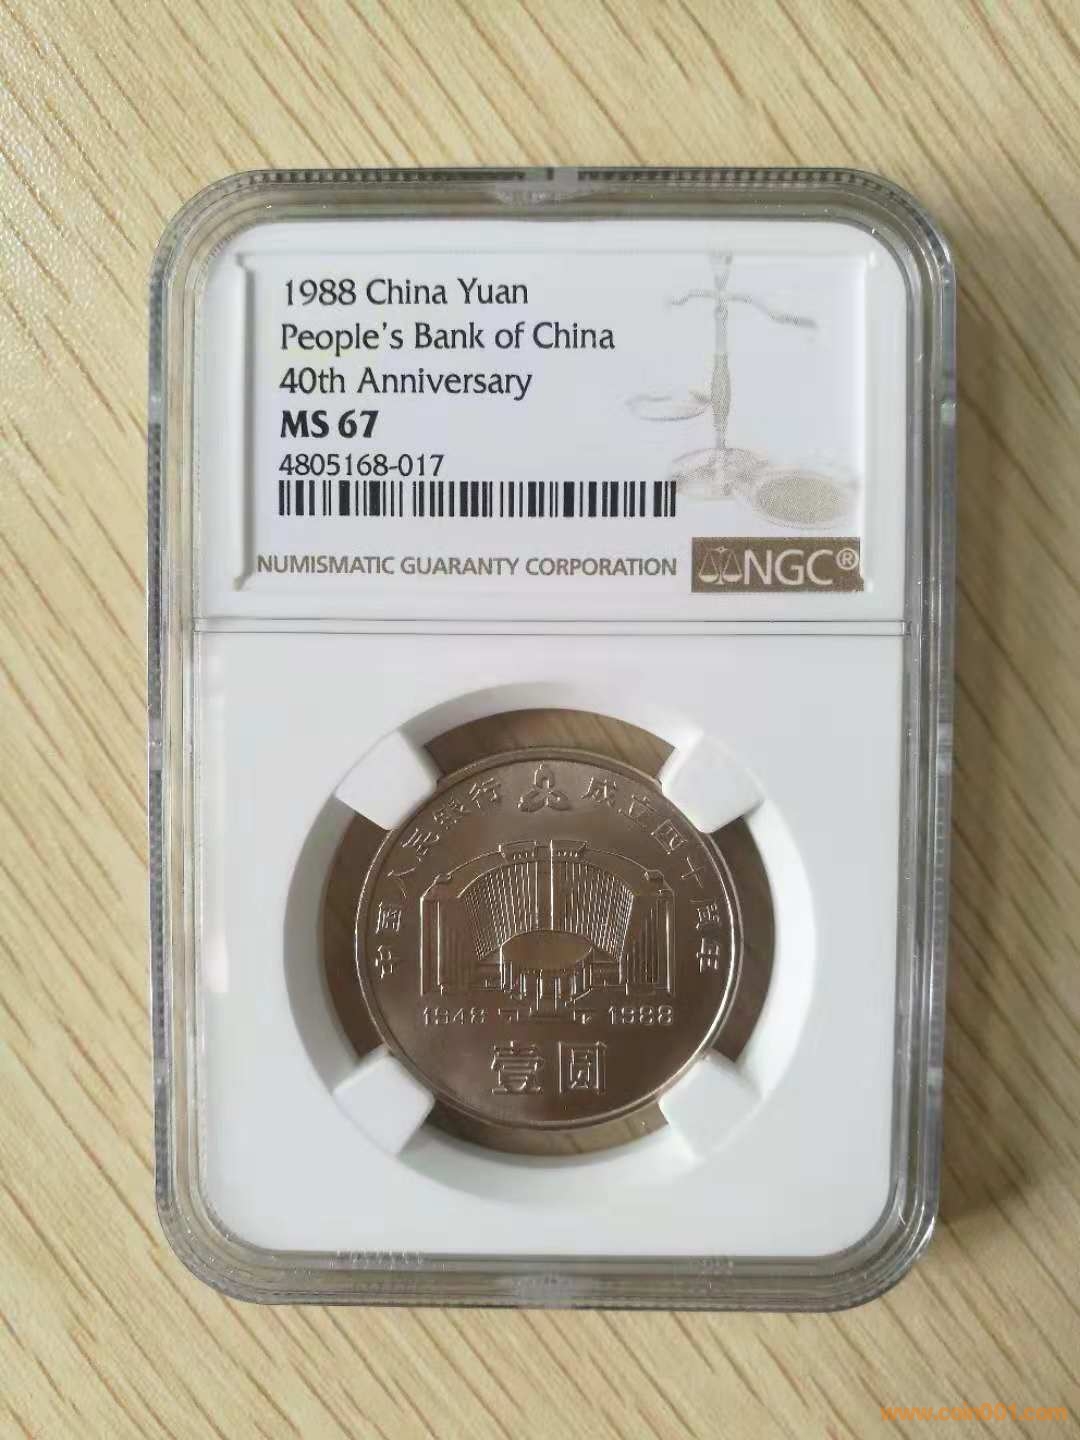 1988 China Yuan
People's Bank of China
40th Anniversary
MS 67
4805168-017
NUMISMATIC GUARANTY CORPORATION
NGC®
中国人民银行 成立四十周年
1948 1988
壹圆
www.coin001.com